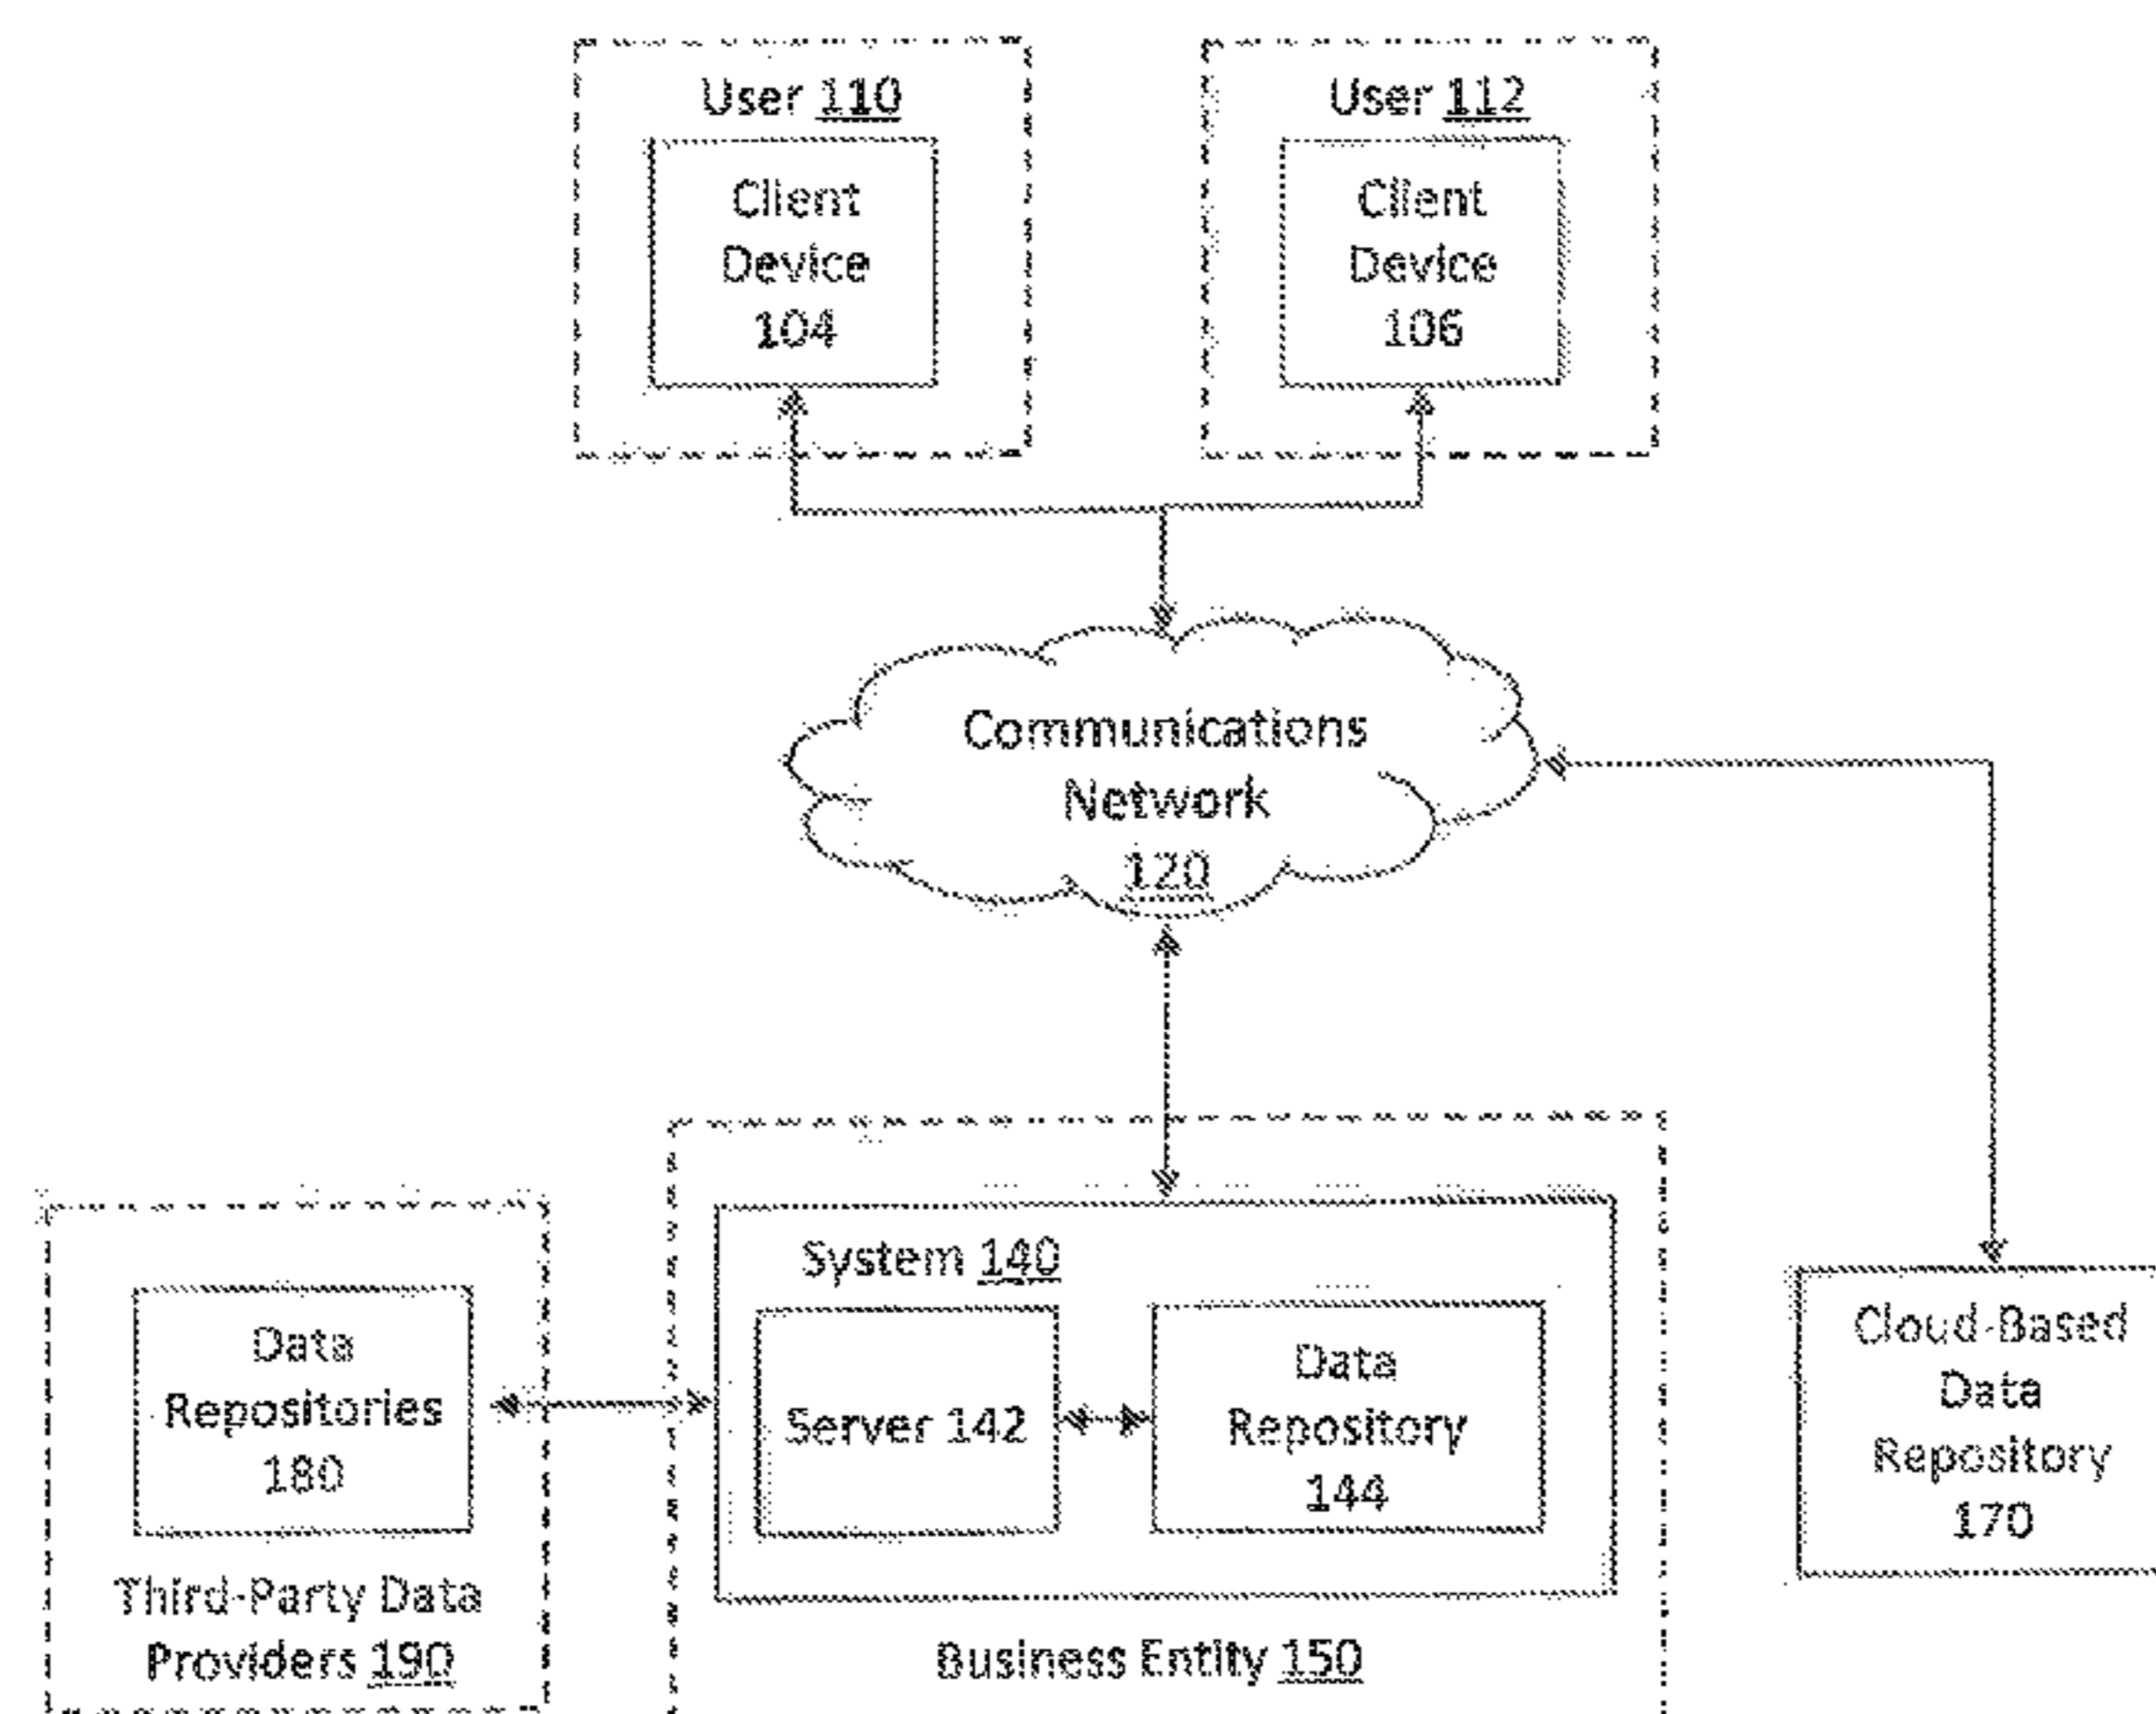 User 110
Client
Device
104
User 112
Client
Device
106
Communications
Network
120
Data
Repositories
180
Third-Party Data
Providers 190
System 140
Server 142
Data
Repository
144
Business Entity 150
Cloud-Based
Data
Repository
170